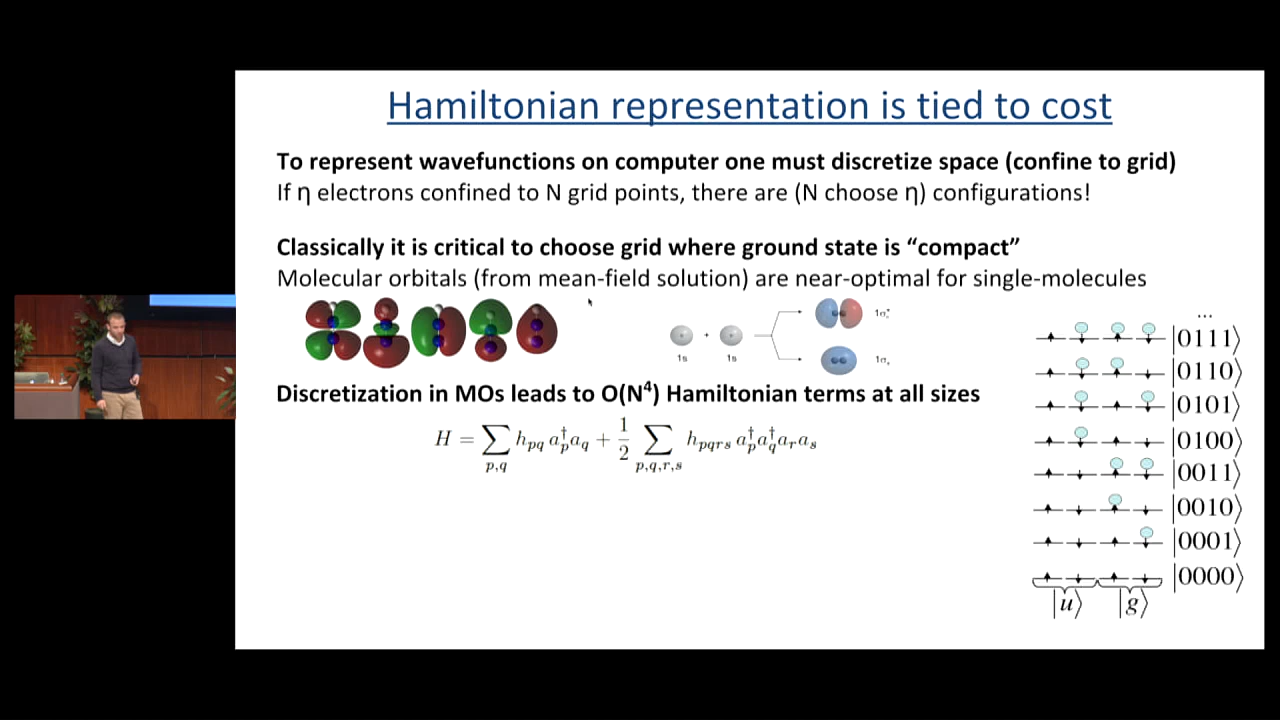 Hamiltonian representation is tied to cost
To represent wavefunctions on computer one must discretize space (confine to grid)
If η electrons confined to N grid points, there are (N choose η) configurations!
Classically it is critical to choose grid where ground state is “compact”
Molecular orbitals (from mean-field solution) are near-optimal for single-molecules
1s + 1s
Discretization in MOs leads to O(N⁴) Hamiltonian terms at all sizes
H = ∑ h_pq a†_p a_q + 1/2 ∑ h_pqrs a†_p a†_q a_r a_s
p,q p,q,r,s
...
|0111⟩
|0110⟩
|0101⟩
|0100⟩
|0011⟩
|0010⟩
|0001⟩
|0000⟩
|u⟩ |g⟩